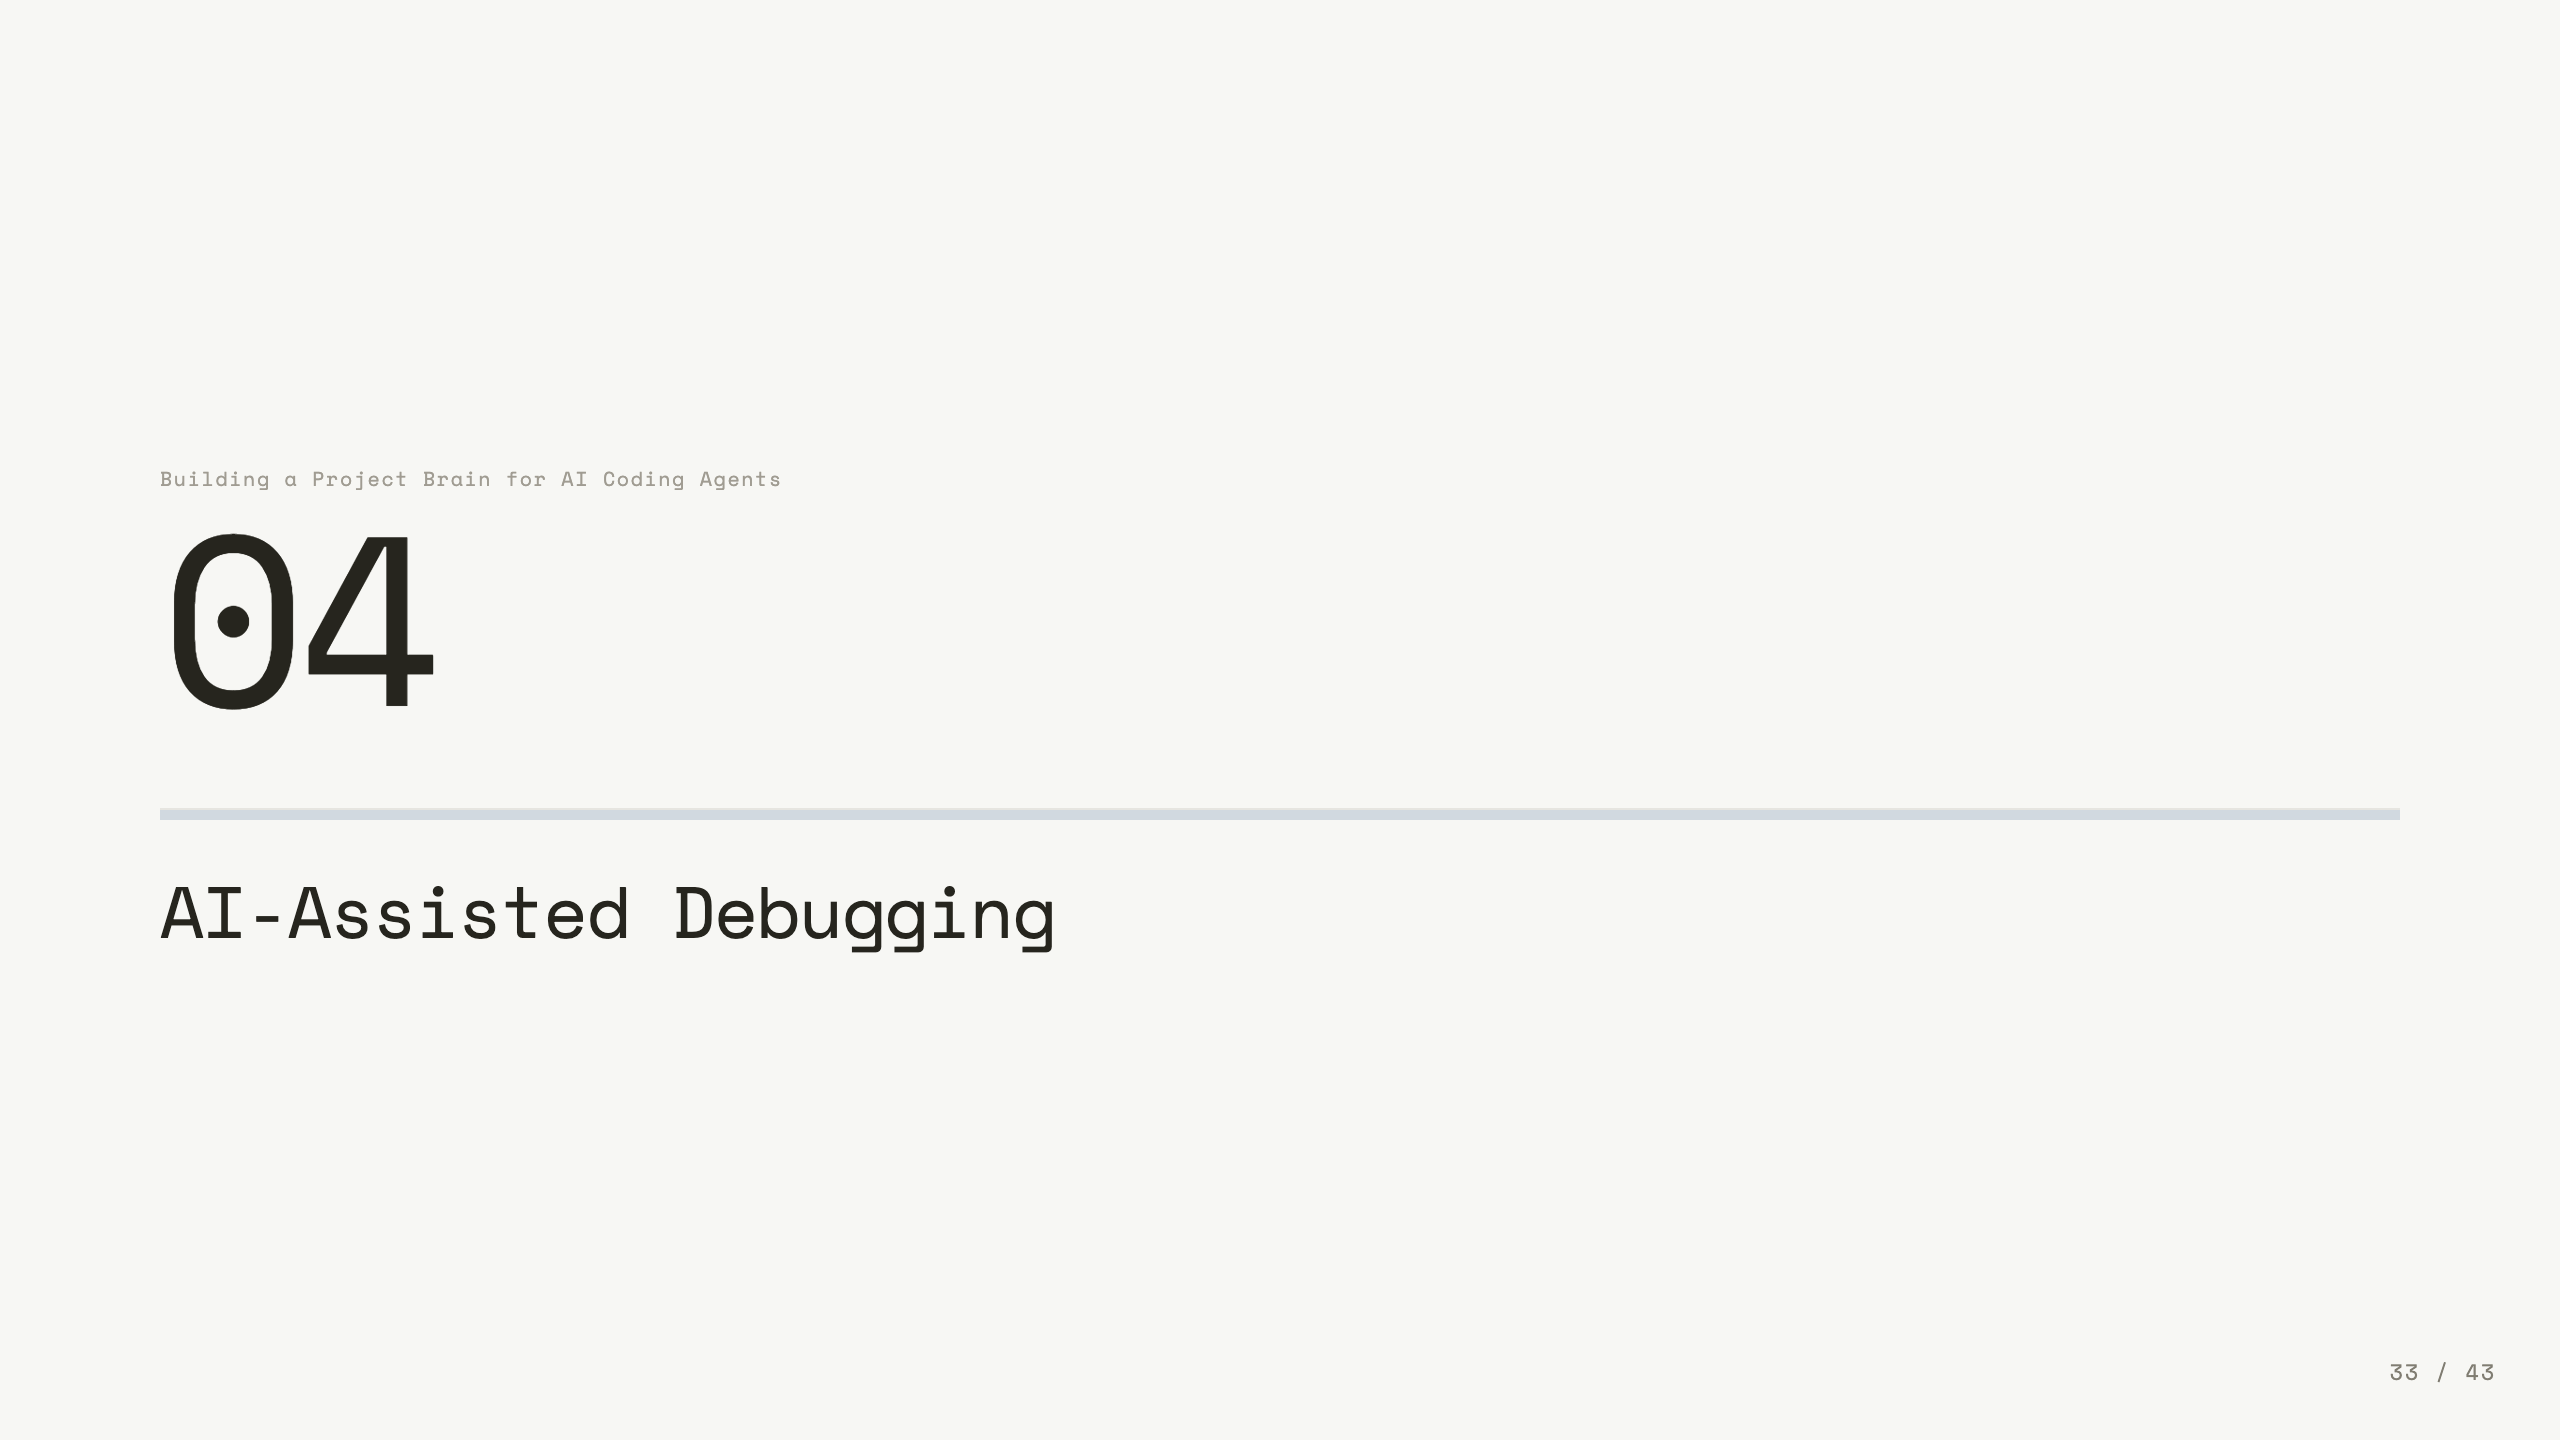 Building a Project Brain for AI Coding Agents
04
AI-Assisted Debugging
33 / 43